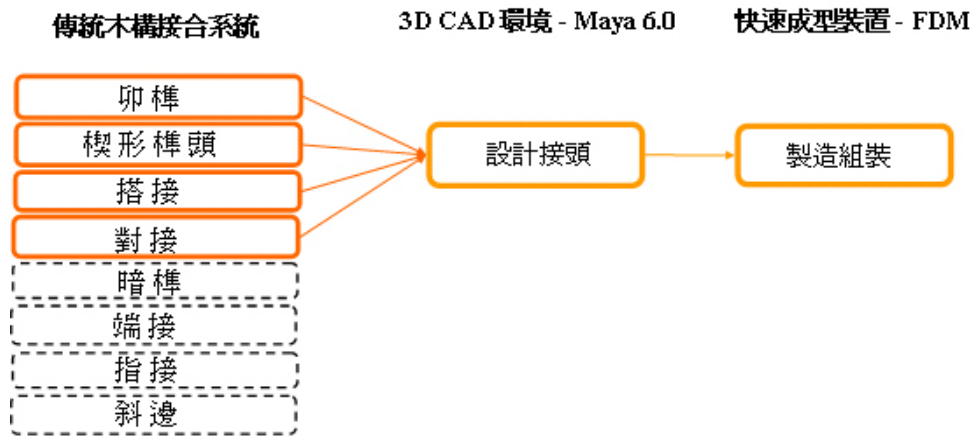 傳統木構接合系統
3D CAD 環境 - Maya 6.0
快速成型裝置 - FDM
卯榫
楔形榫頭
搭接
對接
暗榫
端接
指接
斜邊
設計接頭
製造組裝